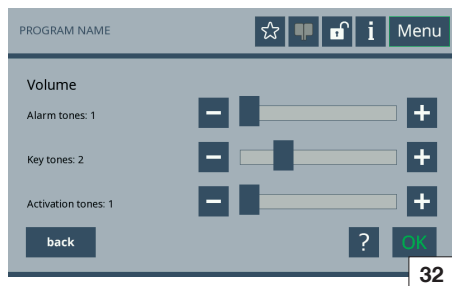 PROGRAM NAME
i Menu
Volume
Alarm tones: 1
Key tones: 2
Activation tones: 1
back ? OK
32